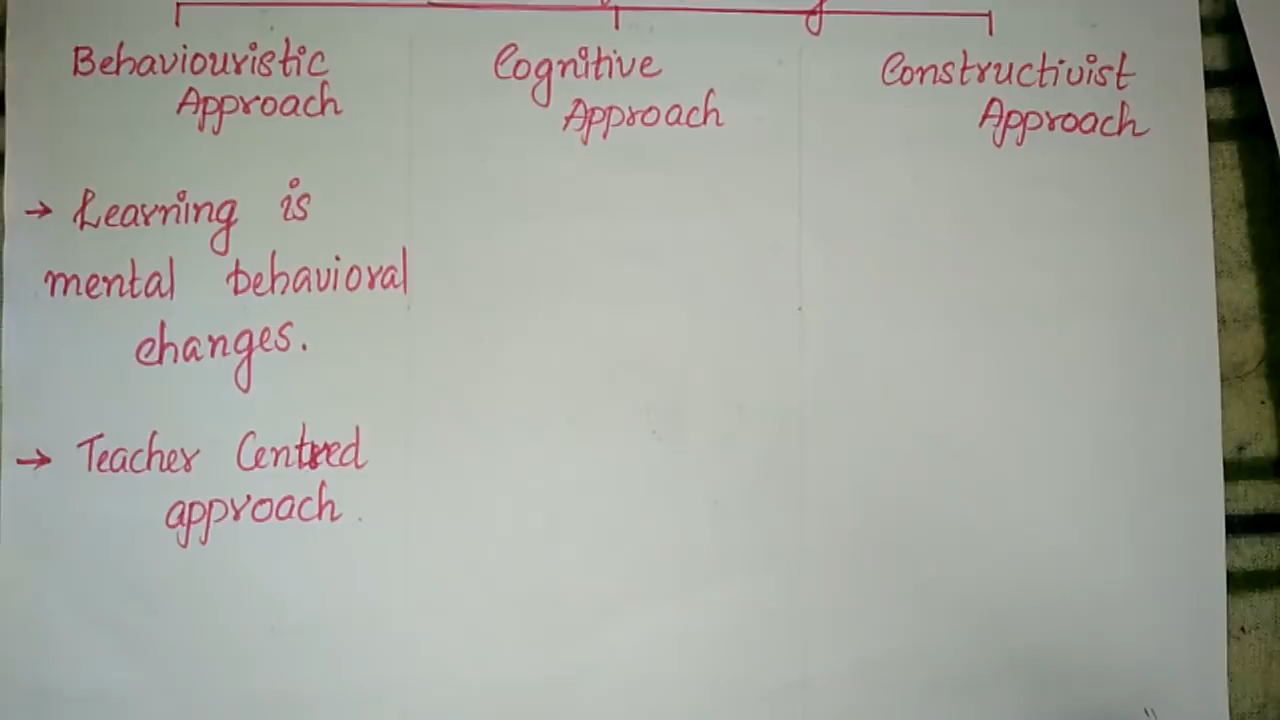 Behaviouristic
Approach
Cognitive
Approach
Constructivist
Approach
→ Learning is
mental behavioral
changes.
→ Teacher Centred
approach.